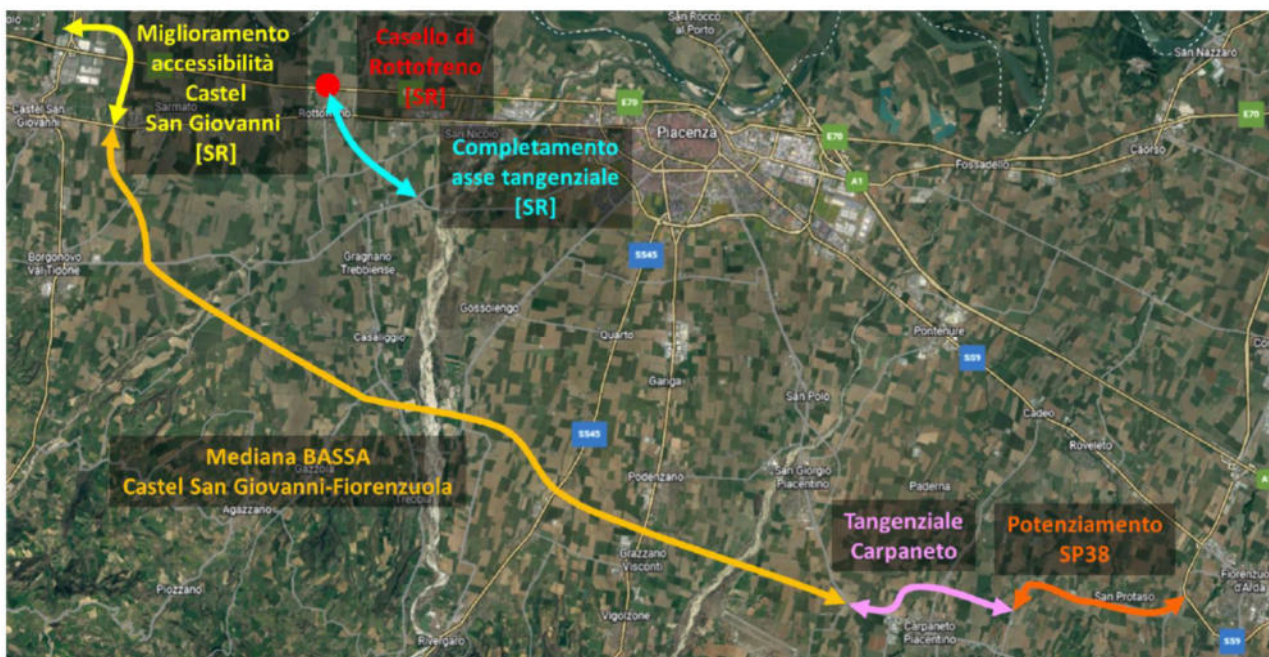 San Rocco
al Porto
San Nazzaro
Miglioramento
accessibilità
Castel
San Giovanni
[SR]
Casello di
Rottofreno
[SR]
Castel San
Giovanni
Sarmato
Rottofreno
E70
E70
E70
San Nicolò
Piacenza
Caorso
Fossadello
A1
Completamento
asse tangenziale
[SR]
Borgonovo
Val Tidone
Gragnano
Trebbiense
SS45
Gossolengo
Casaliggio
Quarto
Pontenure
SS9
Gariga
San Polo
Cadeo
Roveleto
SS45
Mediana BASSA
Castel San Giovanni-Fiorenzuola
Gazzola
Agazzano
Trebbia
Podenzano
San Giorgio
Piacentino
Paderna
Tangenziale
Carpaneto
Potenziamento
SP38
Grazzano
Visconti
Piozzano
Vigolzone
Rivergaro
Carpaneto
Piacentino
San Protaso
Fiorenzuola
d'Arda
SS9